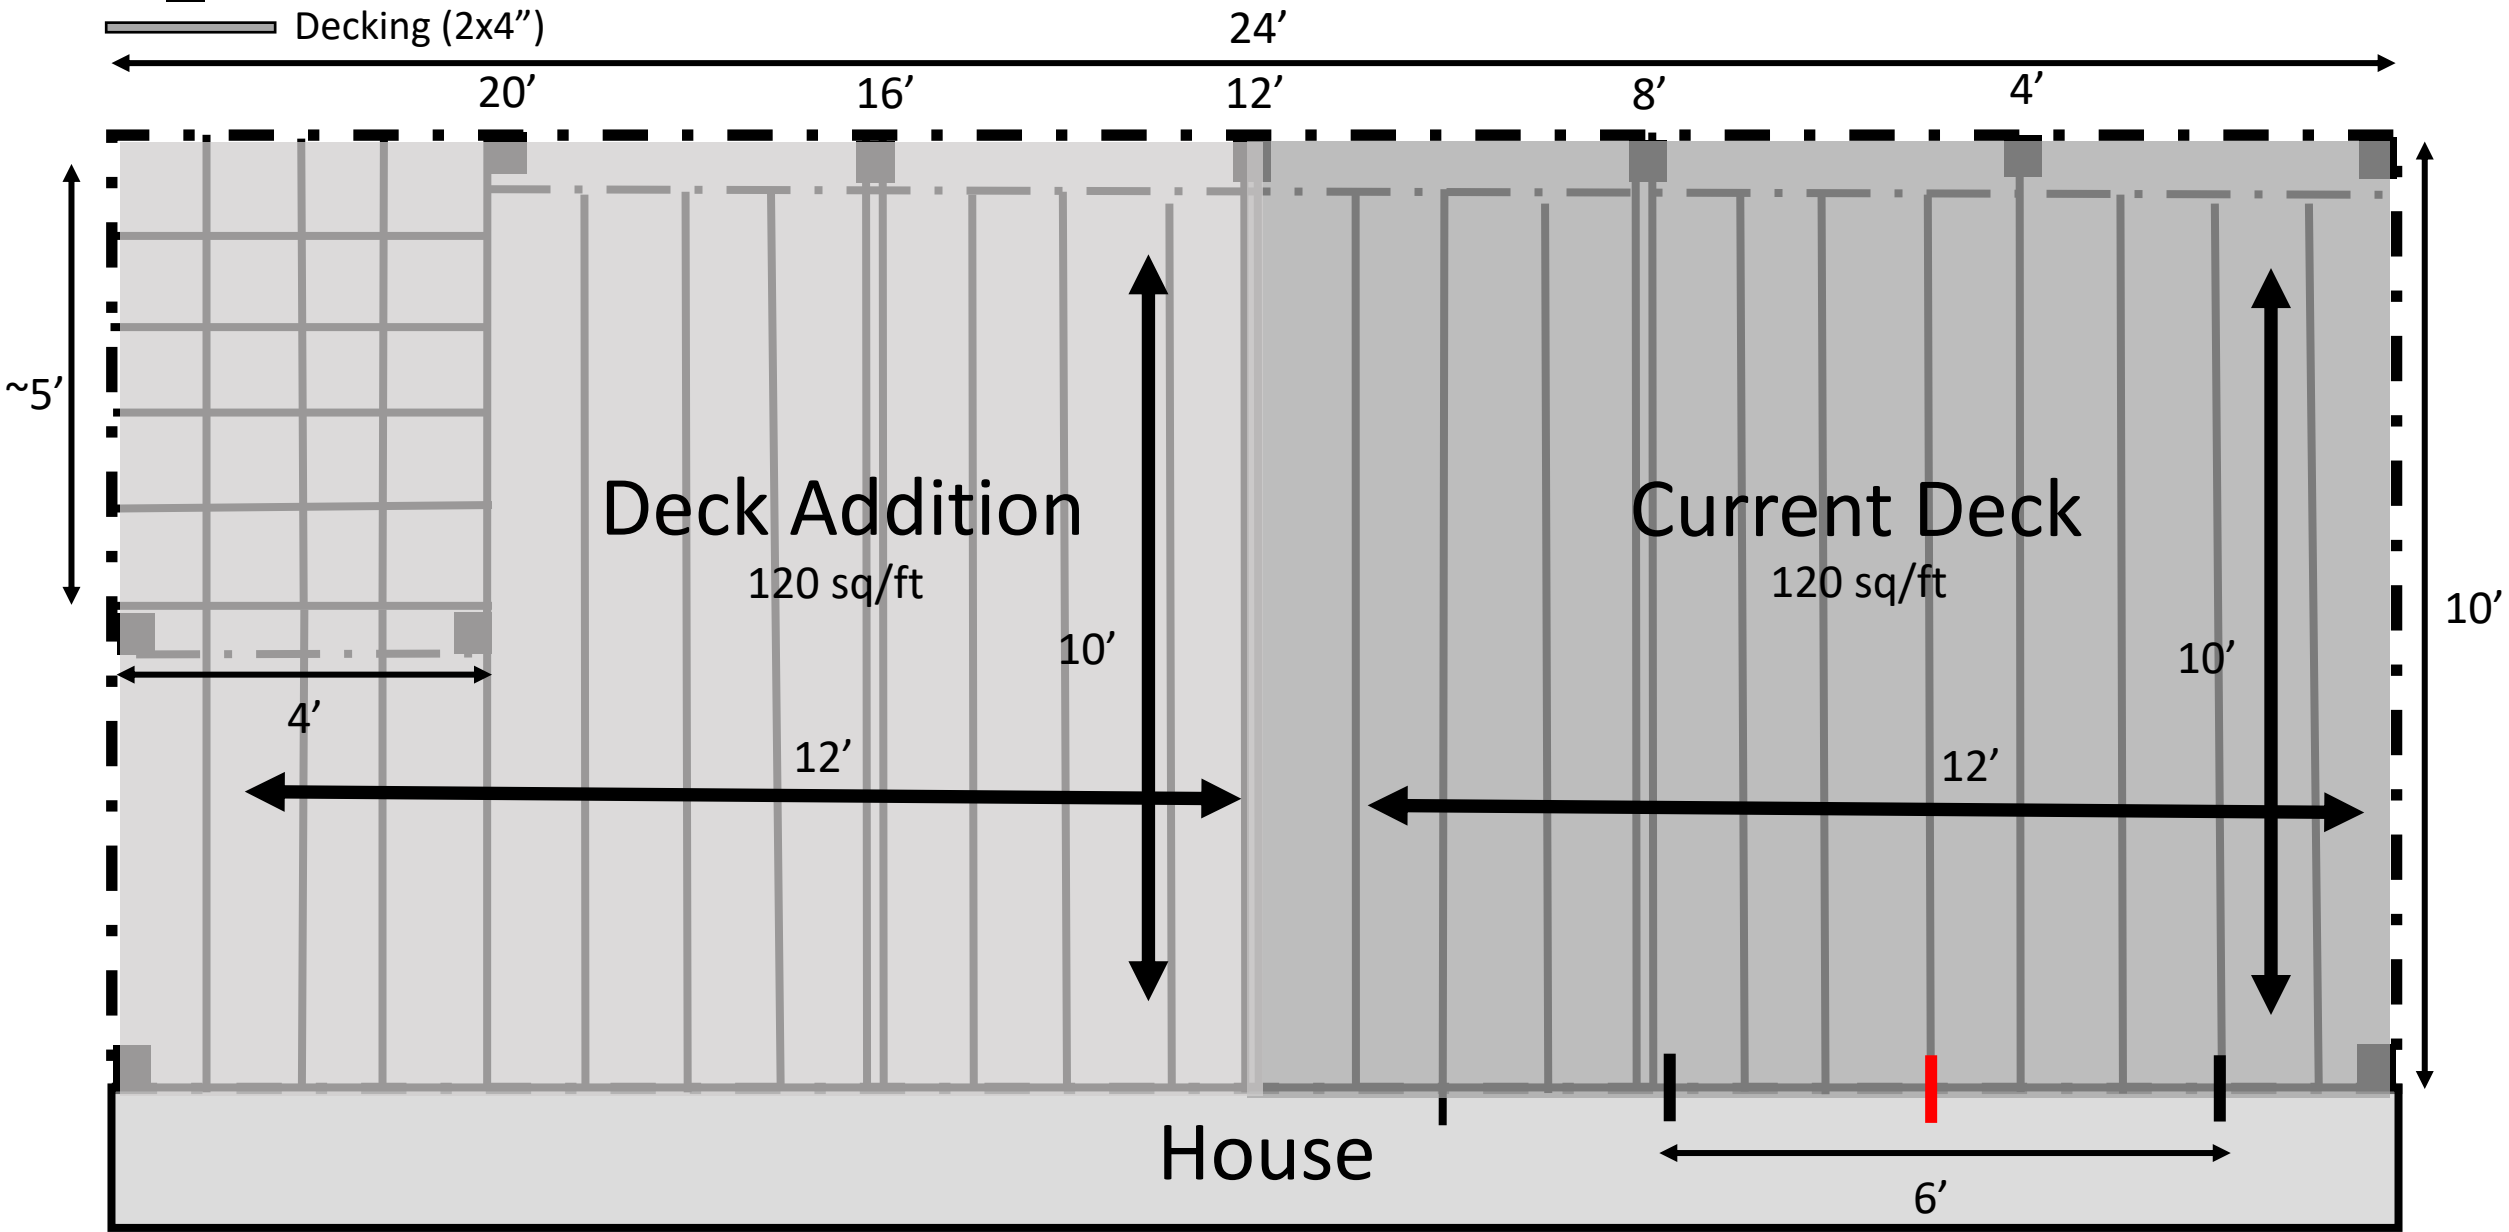 Decking (2x4”)
24’
20’
16’
12’
8’
4’
~5’
Deck Addition
120 sq/ft
Current Deck
120 sq/ft
10’
10’
10’
4’
12’
12’
House
6’